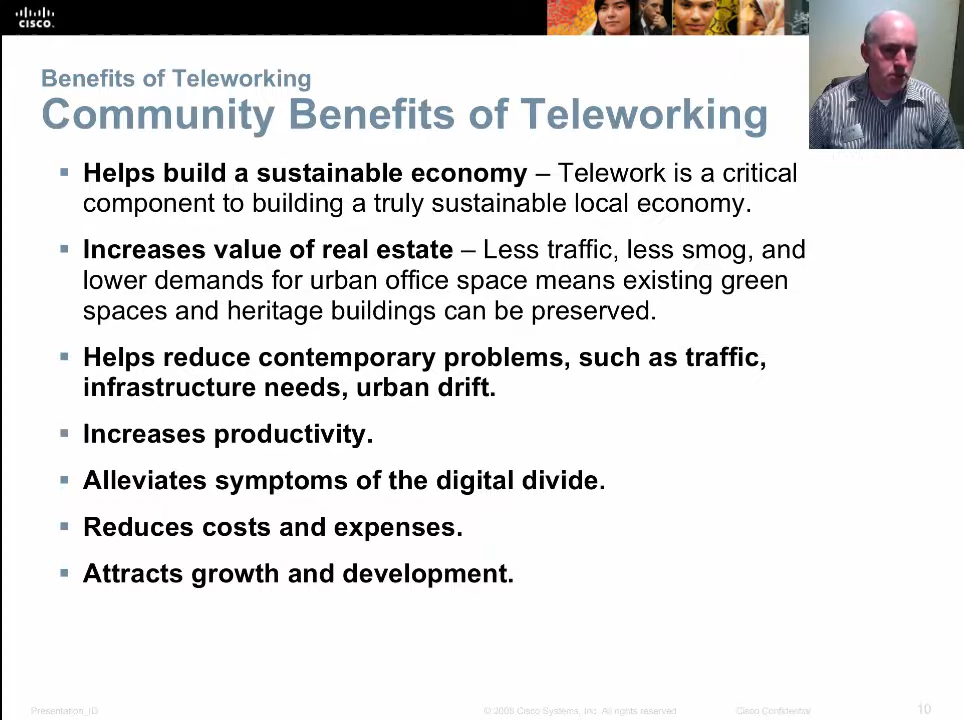 CISCO.
Benefits of Teleworking
Community Benefits of Teleworking
▪ Helps build a sustainable economy – Telework is a critical
component to building a truly sustainable local economy.
▪ Increases value of real estate – Less traffic, less smog, and
lower demands for urban office space means existing green
spaces and heritage buildings can be preserved.
▪ Helps reduce contemporary problems, such as traffic,
infrastructure needs, urban drift.
▪ Increases productivity.
▪ Alleviates symptoms of the digital divide.
▪ Reduces costs and expenses.
▪ Attracts growth and development.
Presentation_ID © 2008 Cisco Systems, Inc. All rights reserved. Cisco Confidential 10